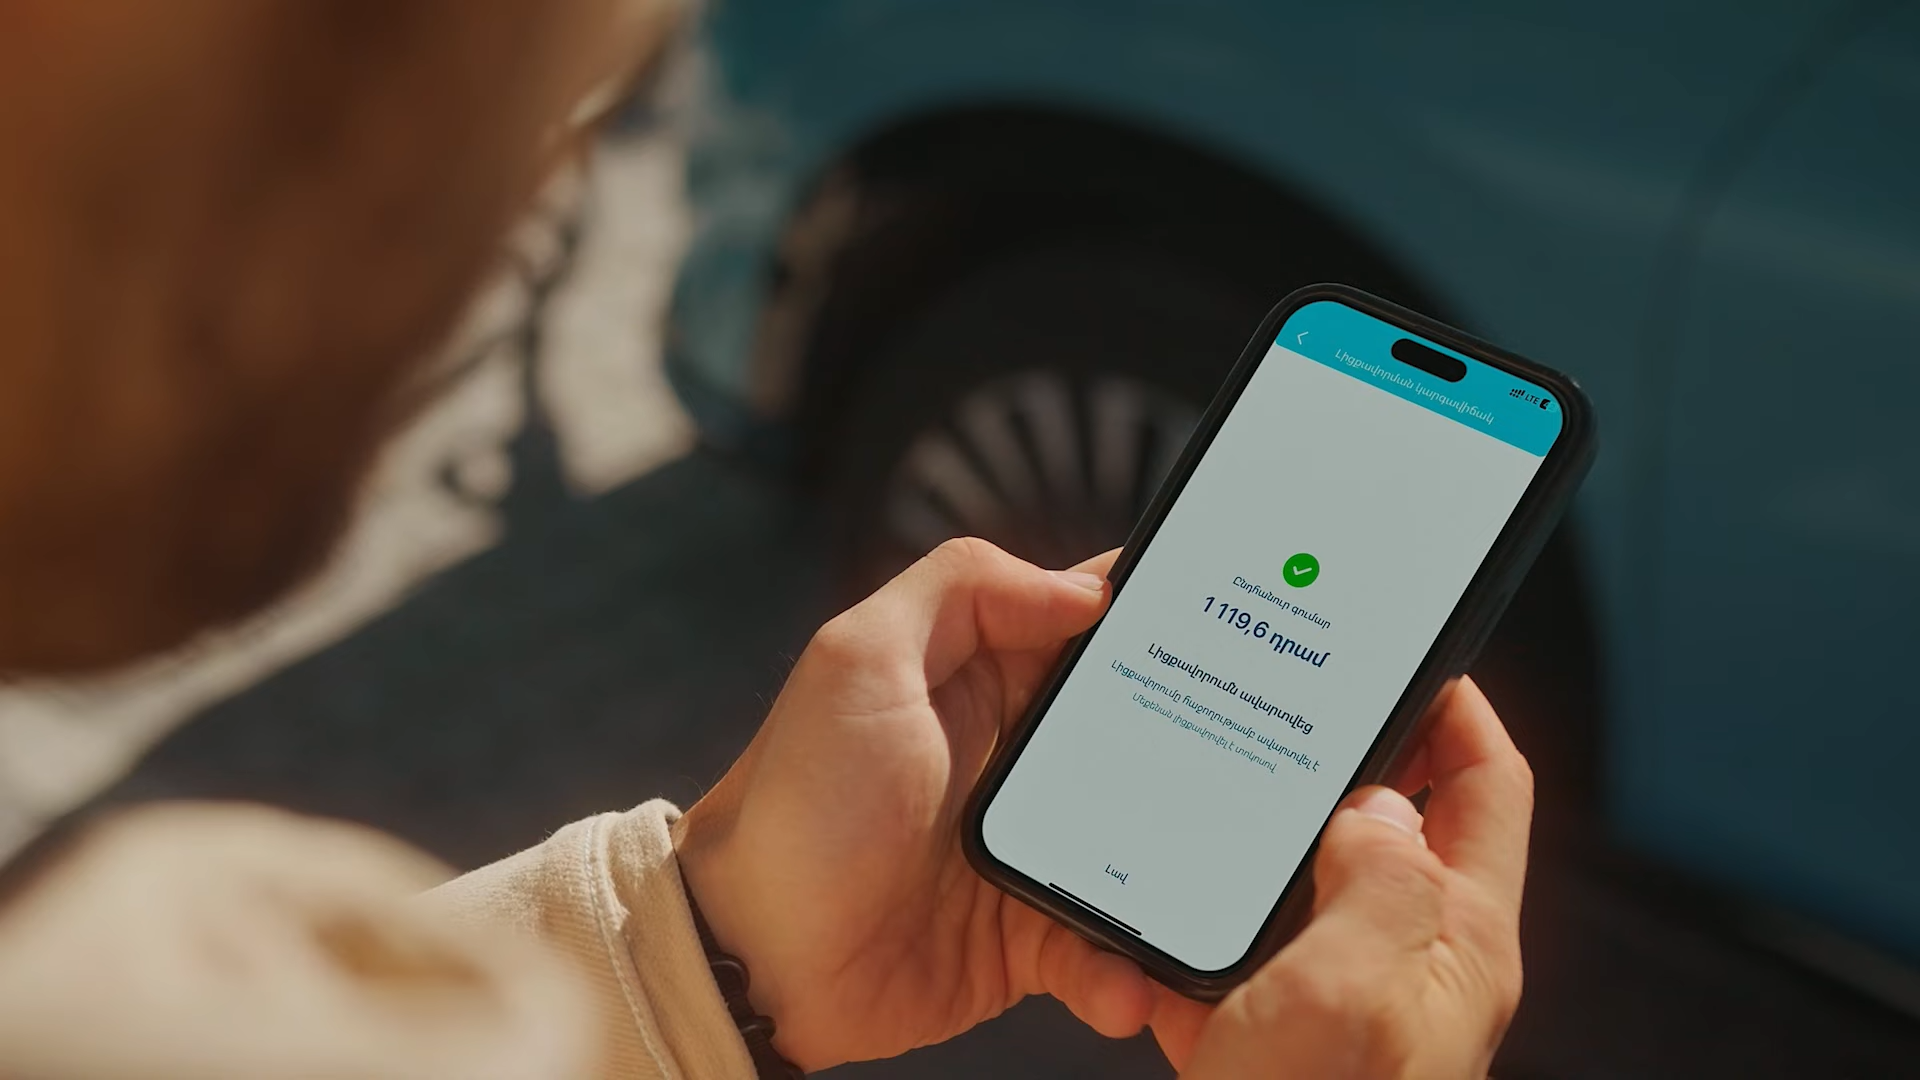 LTE
Լիցքավորման կարգավիճակ
Ընդհանուր գումար
1 119,6 դրամ
Լիցքավորումն ավարտվեց
Լիցքավորումը հաջողությամբ ավարտվել է
Մեքենան լիցքավորվել է տոկոսով
Լավ